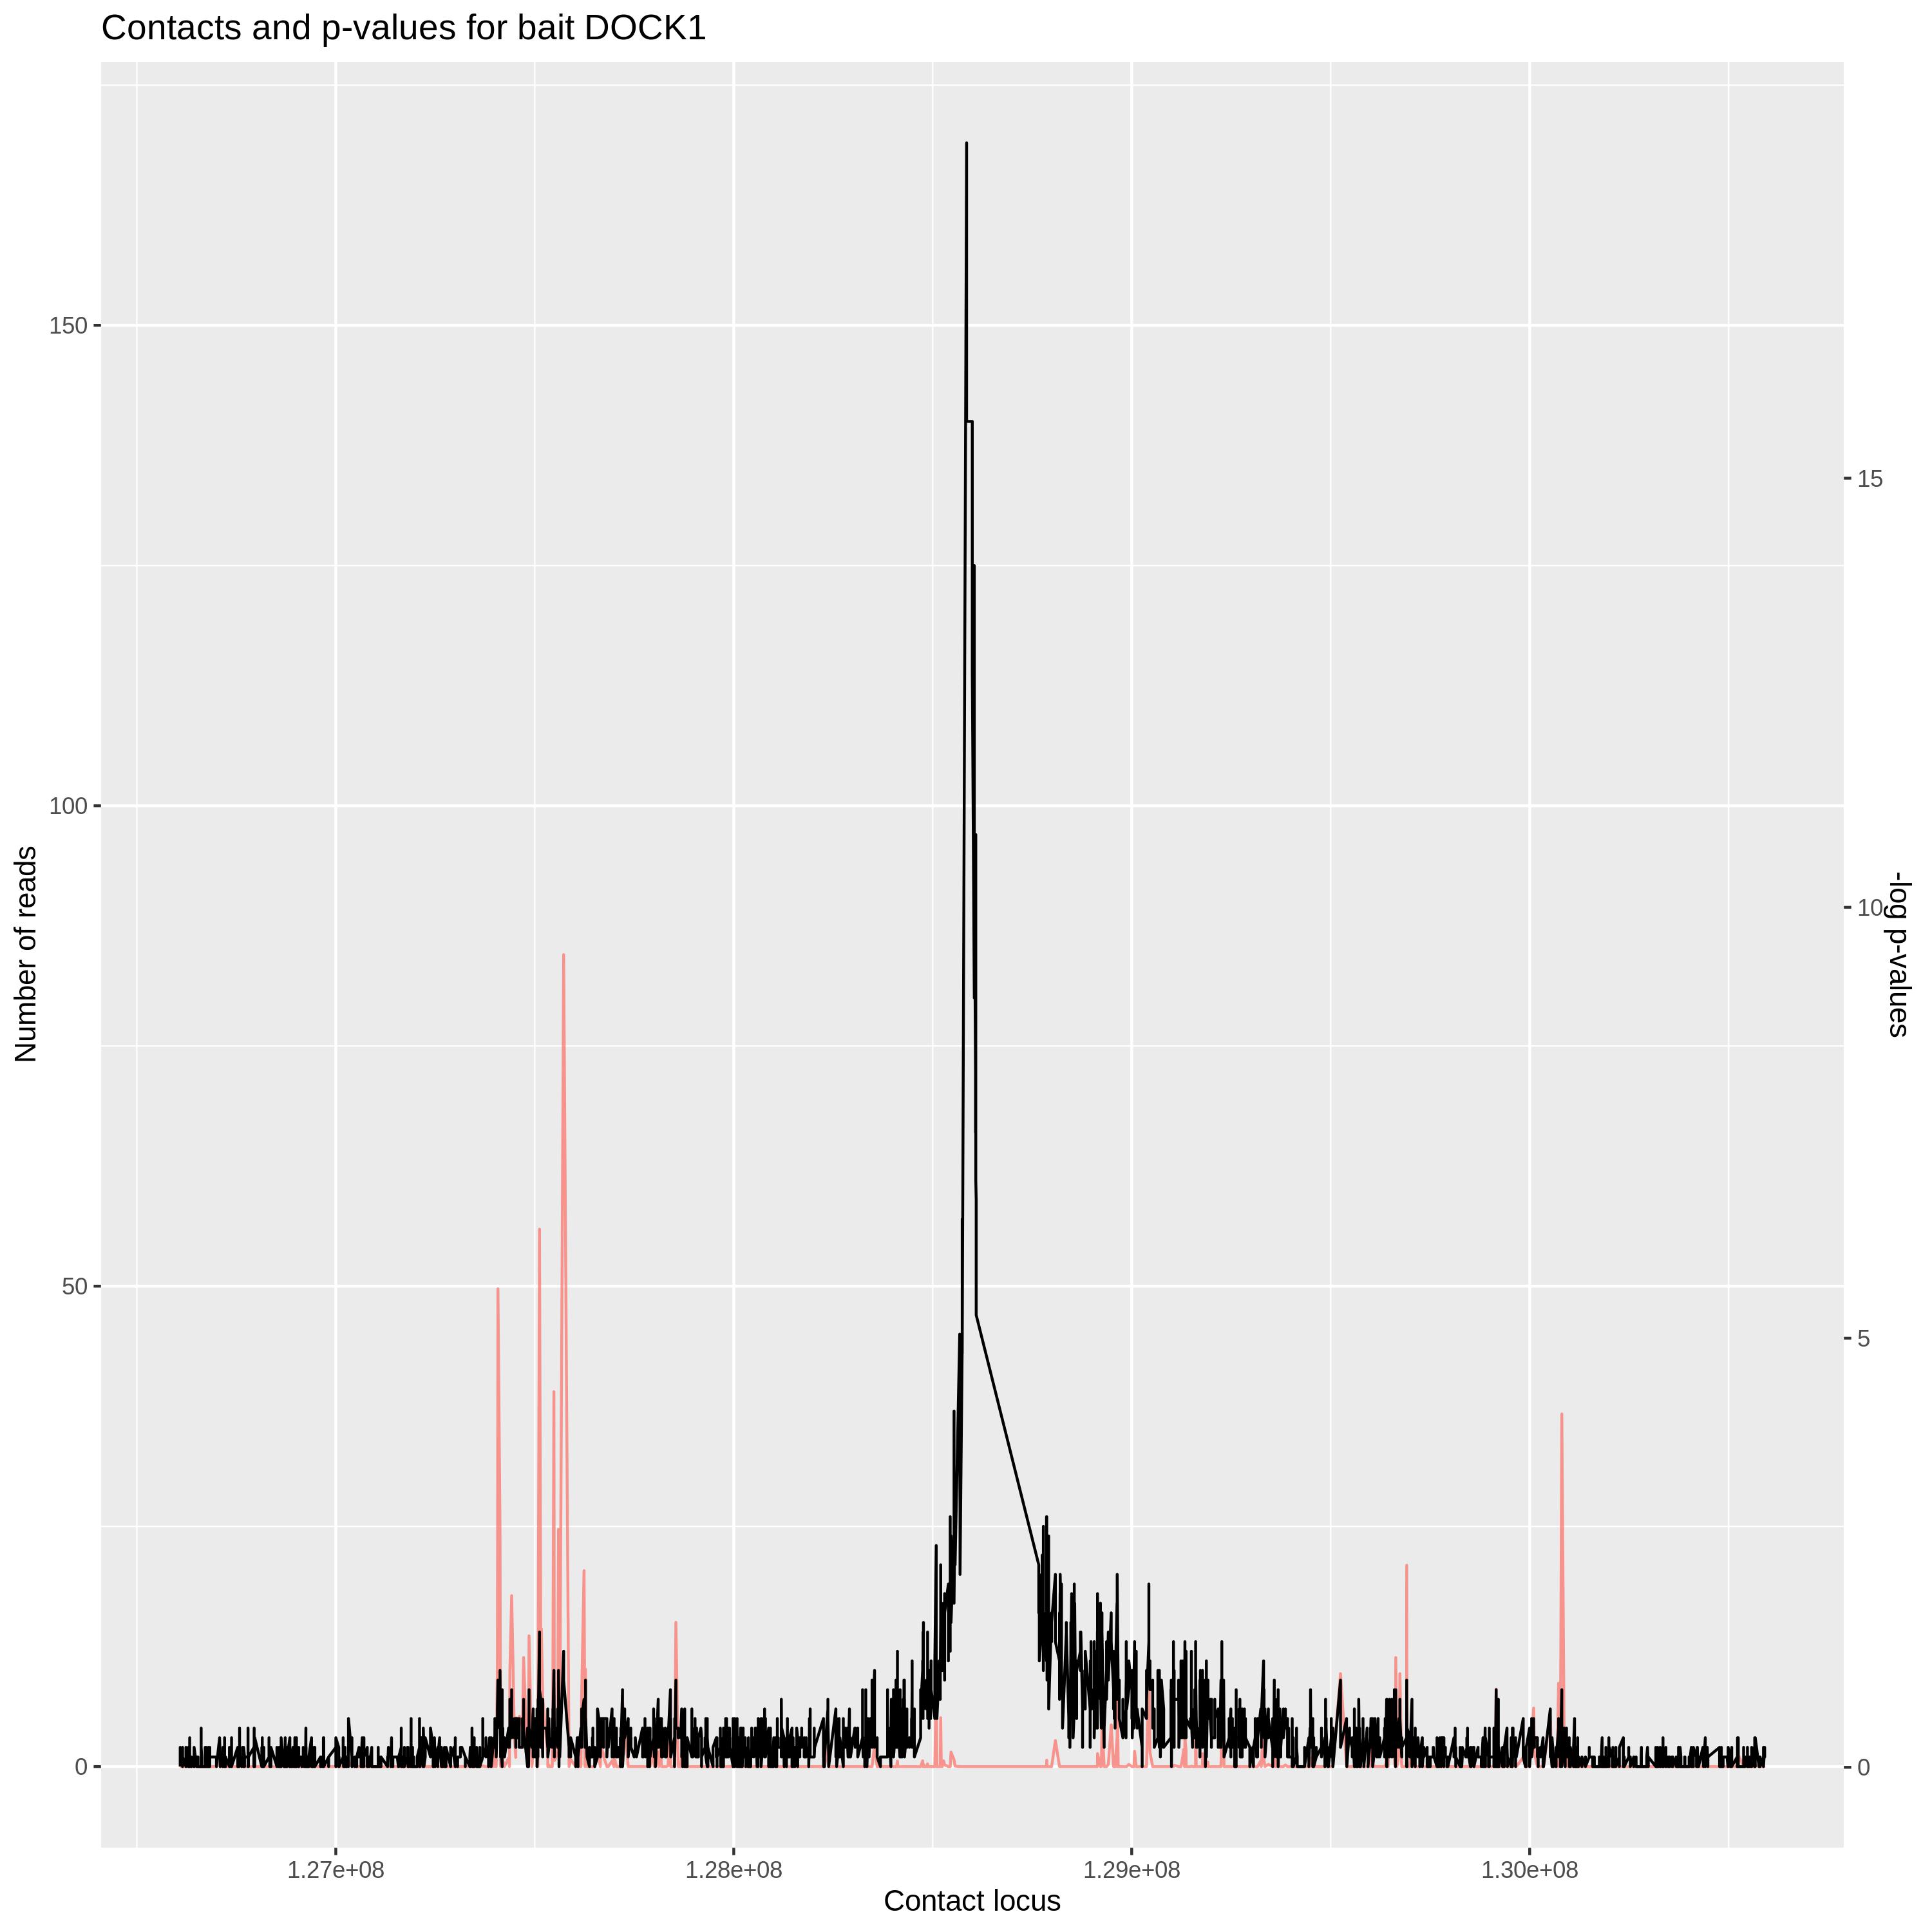 Contacts and p-values for bait DOCK1
150
100
50
0
Number of reads
15
10
5
0
-log p-values
1.27e+08
1.28e+08
1.29e+08
1.30e+08
Contact locus